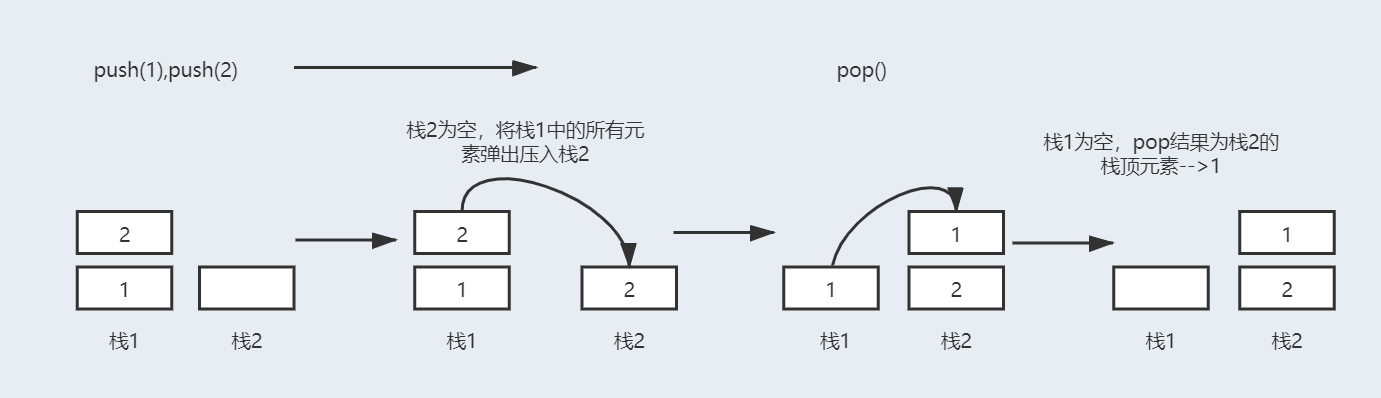 push(1),push(2)
pop()
栈2为空，将栈1中的所有元
素弹出压入栈2
栈1为空，pop结果为栈2的
栈顶元素-->1
2
1
栈1
栈2
2
1
2
栈1
栈2
1
1
2
栈1
栈2
1
2
栈1
栈2